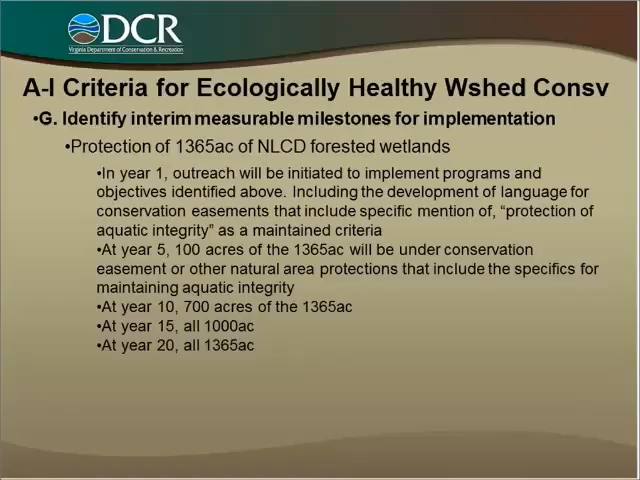 DCR
Virginia Department of Conservation & Recreation
A-I Criteria for Ecologically Healthy Wshed Consv
•G. Identify interim measurable milestones for implementation
•Protection of 1365ac of NLCD forested wetlands
•In year 1, outreach will be initiated to implement programs and
objectives identified above. Including the development of language for
conservation easements that include specific mention of, “protection of
aquatic integrity” as a maintained criteria
•At year 5, 100 acres of the 1365ac will be under conservation
easement or other natural area protections that include the specifics for
maintaining aquatic integrity
•At year 10, 700 acres of the 1365ac
•At year 15, all 1000ac
•At year 20, all 1365ac